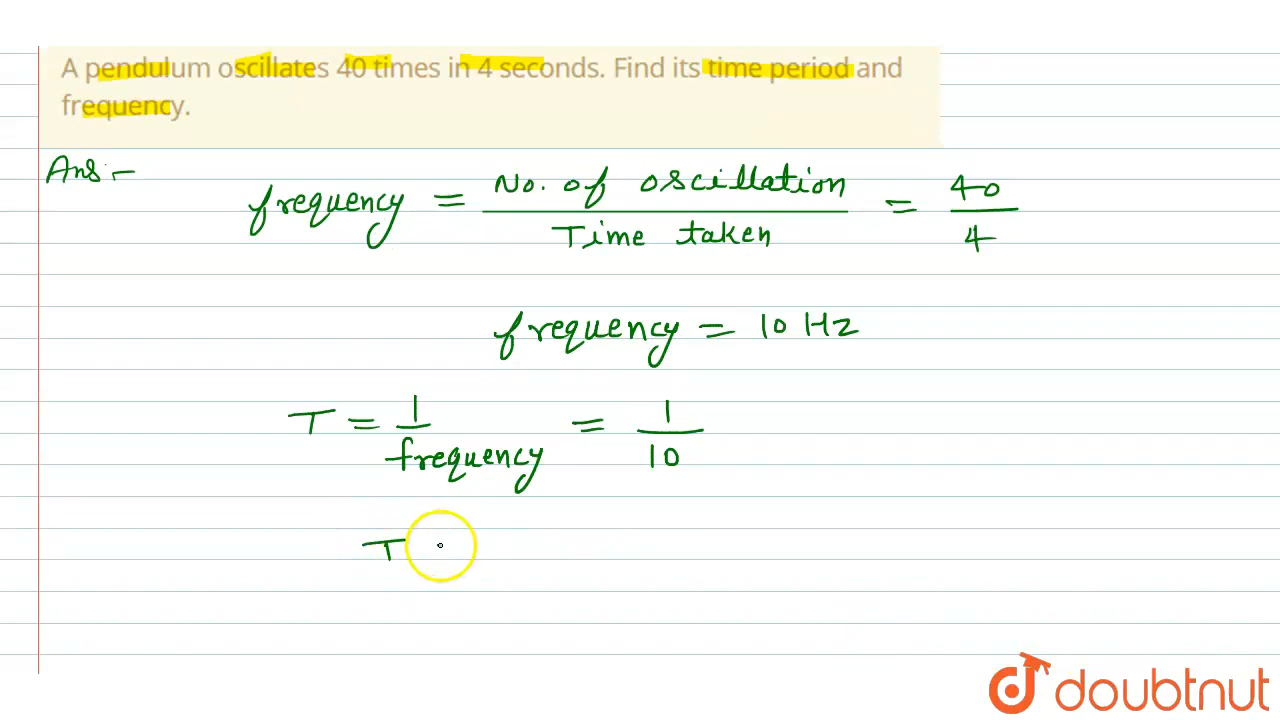 A pendulum oscillates 40 times in 4 seconds. Find its time period and
frequency.
Ans:-
frequency = No. of oscillation / Time taken = 40 / 4
frequency = 10 Hz
T = 1 / frequency = 1 / 10
T
doubtnut